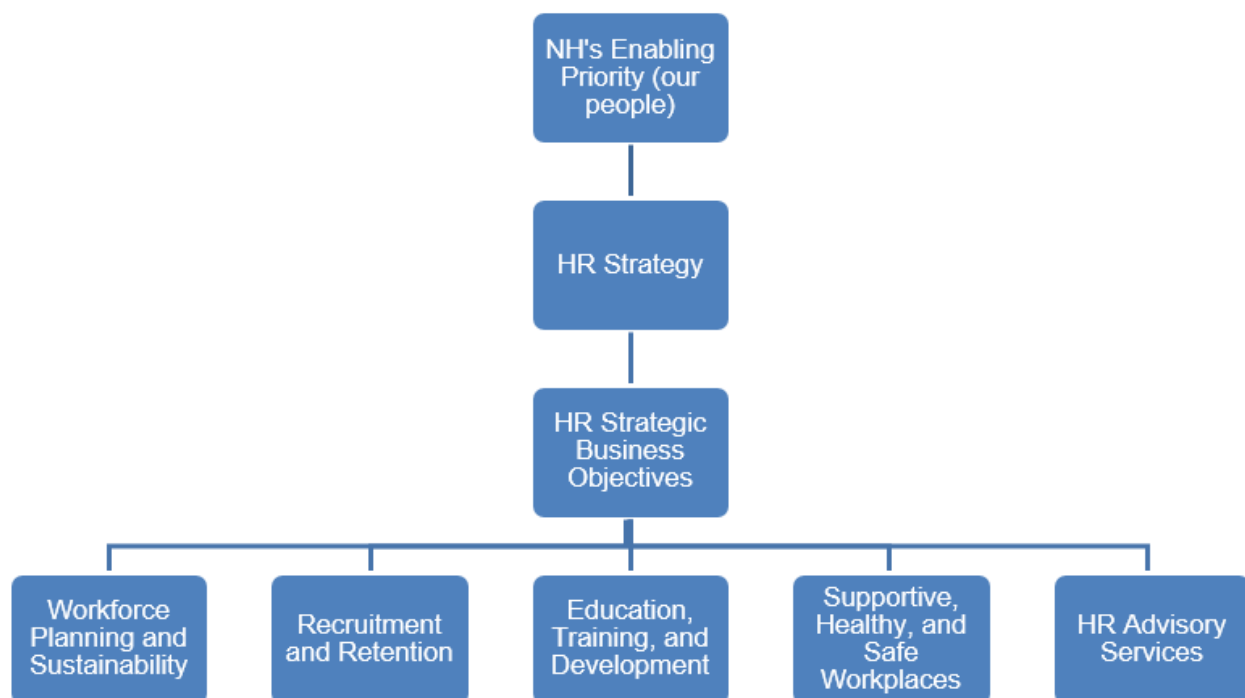 NH's Enabling
Priority (our
people)
HR Strategy
HR Strategic
Business
Objectives
Workforce
Planning and
Sustainability
Recruitment
and Retention
Education,
Training, and
Development
Supportive,
Healthy, and
Safe
Workplaces
HR Advisory
Services